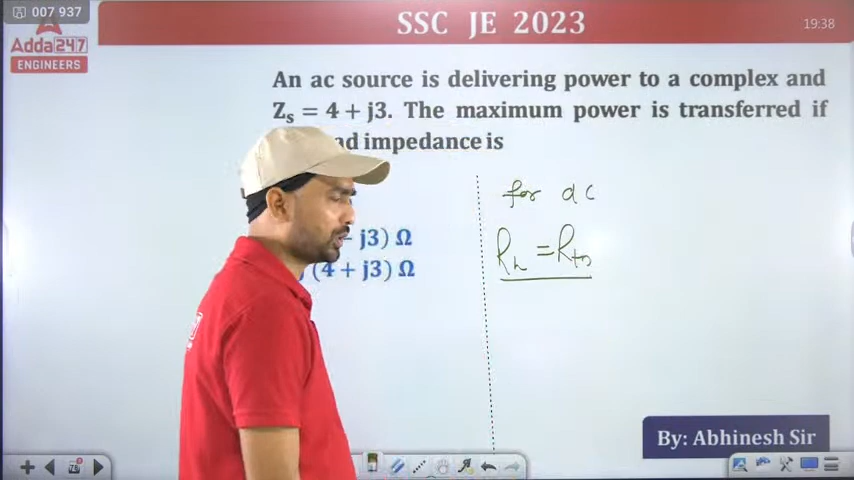 007 937
SSC JE 2023
19:38
Adda247
ENGINEERS
An ac source is delivering power to a complex and
Zs = 4 + j3. The maximum power is transferred if
ad impedance is
for dc
j3) Ω
(4 + j3) Ω
RL = Rth
By: Abhinesh Sir